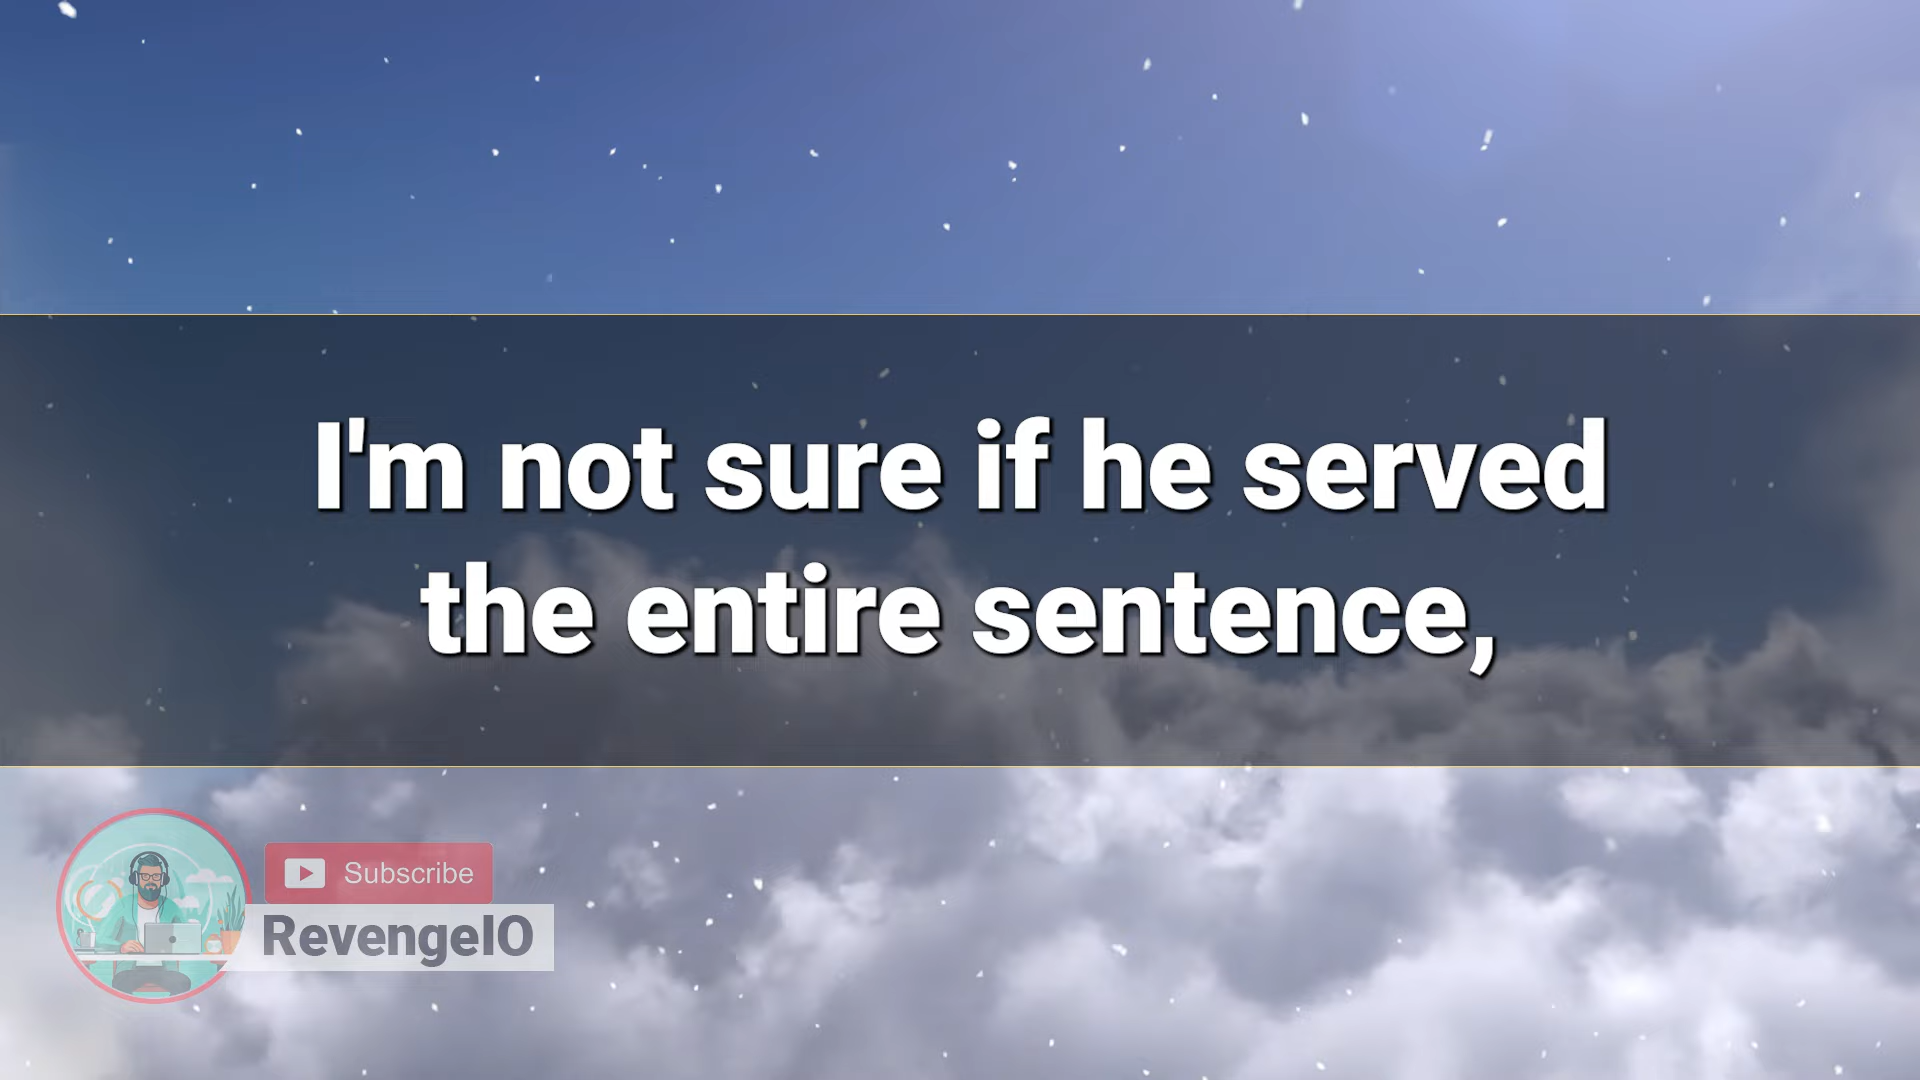 I'm not sure if he served
the entire sentence,
Subscribe
RevengeIO